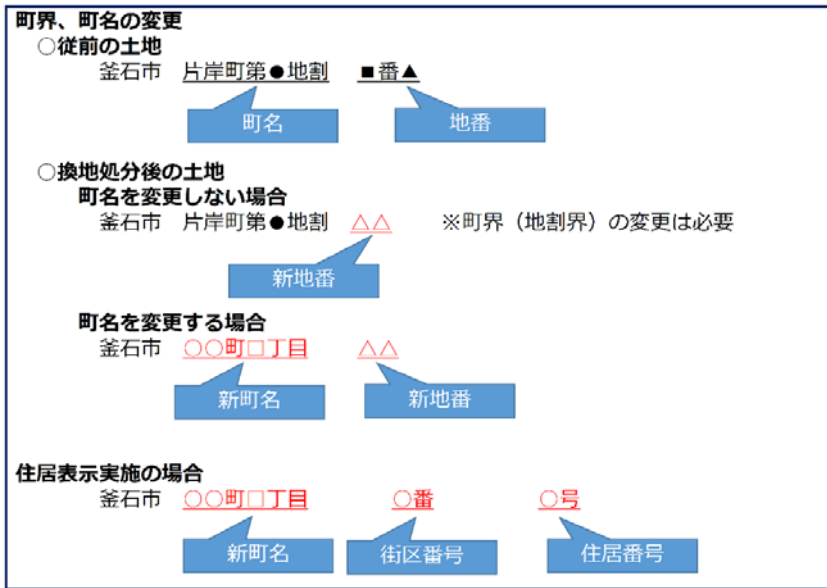 町界、町名の変更
○従前の土地
釜石市 片岸町第●地割 ■番▲
町名 地番
○換地処分後の土地
町名を変更しない場合
釜石市 片岸町第●地割 △△ ※町界（地割界）の変更は必要
新地番
町名を変更する場合
釜石市 ○○町□丁目 △△
新町名 新地番
住居表示実施の場合
釜石市 ○○町□丁目 ○番 ○号
新町名 街区番号 住居番号